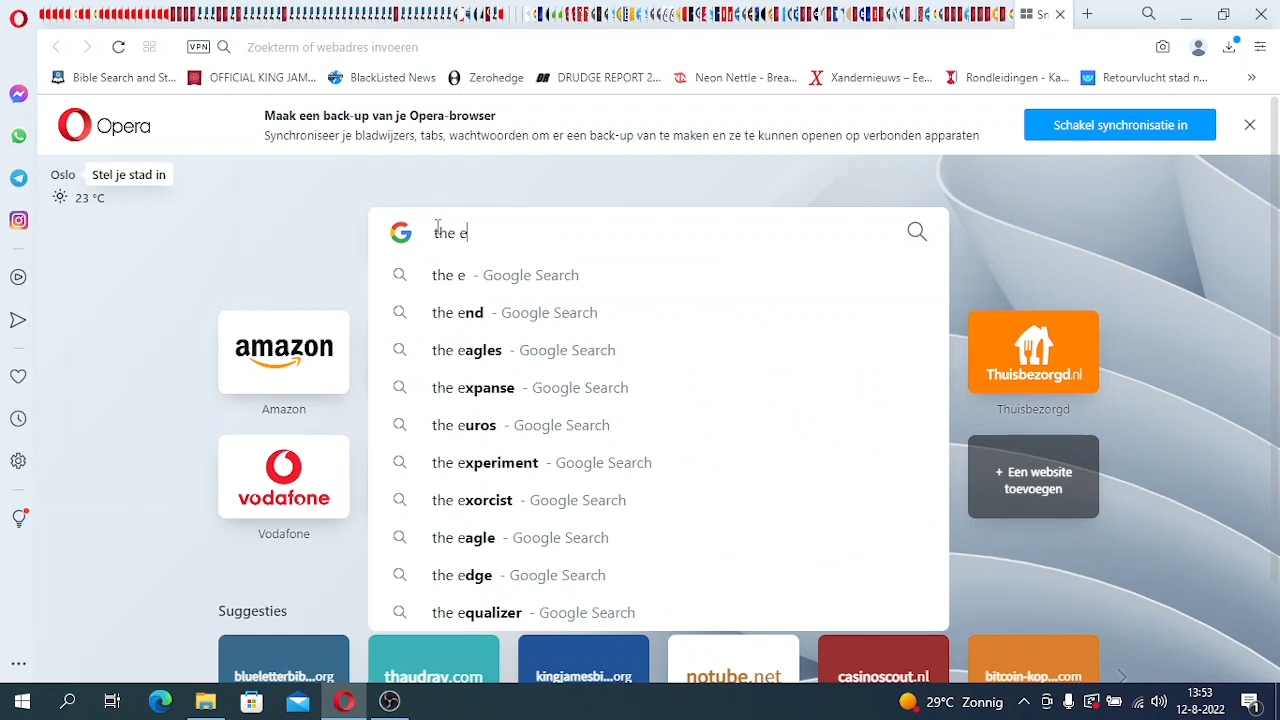 Sn
VPN
Zoekterm of webadres invoeren
Bible Search and St...
OFFICIAL KING JAM...
BlackListed News
Zerohedge
DRUDGE REPORT 2...
Neon Nettle - Brea...
Xandernieuws – Ee...
Rondleidingen - Ka...
Retourvlucht stad n...
Opera
Maak een back-up van je Opera-browser
Synchroniseer je bladwijzers, tabs, wachtwoorden om er een back-up van te maken en ze te kunnen openen op verbonden apparaten
Schakel synchronisatie in
Oslo
Stel je stad in
23 °C
the e
the e - Google Search
the end - Google Search
the eagles - Google Search
the expanse - Google Search
the euros - Google Search
the experiment - Google Search
the exorcist - Google Search
the eagle - Google Search
the edge - Google Search
the equalizer - Google Search
amazon
Amazon
Thuisbezorgd.nl
Thuisbezorgd
vodafone
Vodafone
+ Een website toevoegen
Suggesties
blueletterbib...org
thaudray.com
kingjamesbi...org
notube.net
casinoscout.nl
bitcoin-kop...com
29°C Zonnig
13:53
12-8-2022
1